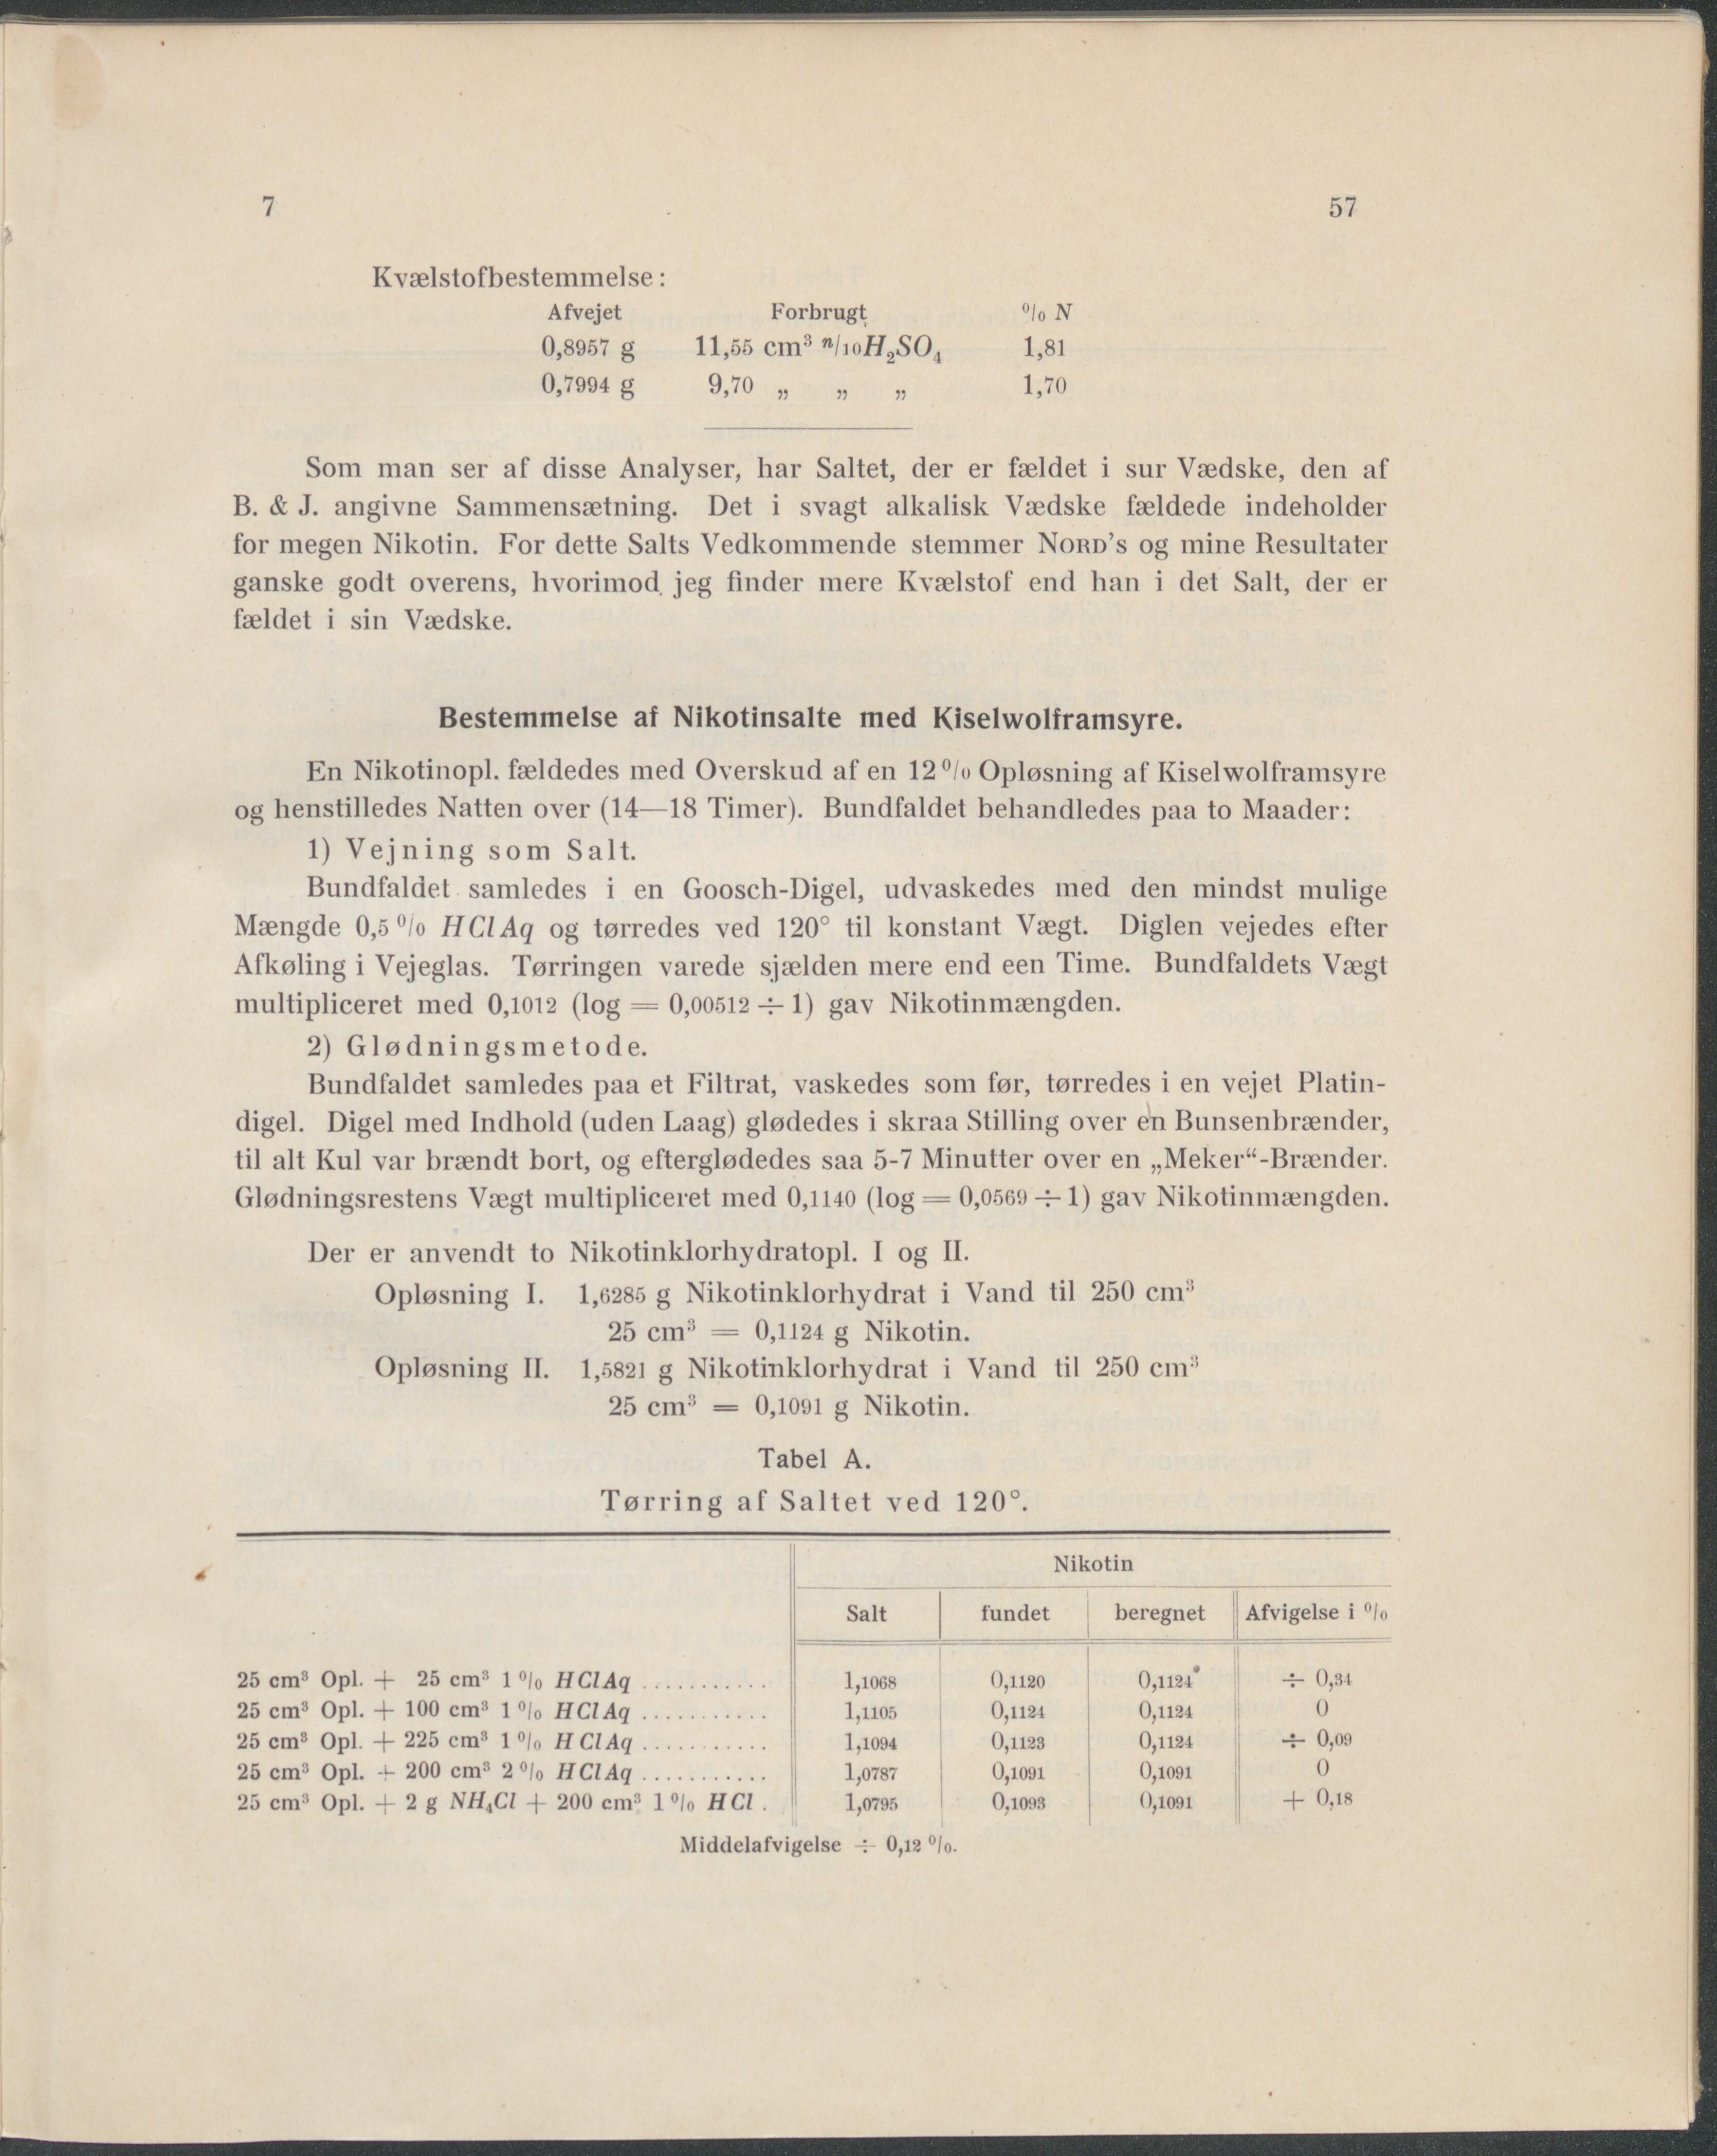 7 57
Kvælstofbestemmelse:
Afvejet Forbrugt % N
0,8957 g 11,55 cm³ n/10 H₂SO₄ 1,81
0,7994 g 9,70 „ „ „ 1,70
Som man ser af disse Analyser, har Saltet, der er fældet i sur Vædske, den af
B. & J. angivne Sammensætning. Det i svagt alkalisk Vædske fældede indeholder
for megen Nikotin. For dette Salts Vedkommende stemmer NORD's og mine Resultater
ganske godt overens, hvorimod jeg finder mere Kvælstof end han i det Salt, der er
fældet i sin Vædske.
Bestemmelse af Nikotinsalte med Kiselwolframsyre.
En Nikotinopl. fældedes med Overskud af en 12 % Opløsning af Kiselwolframsyre
og henstilledes Natten over (14—18 Timer). Bundfaldet behandledes paa to Maader:
1) Vejning som Salt.
Bundfaldet samledes i en Goosch-Digel, udvaskedes med den mindst mulige
Mængde 0,5 % HCl Aq og tørredes ved 120° til konstant Vægt. Diglen vejedes efter
Afkøling i Vejeglas. Tørringen varede sjælden mere end een Time. Bundfaldets Vægt
multipliceret med 0,1012 (log = 0,00512 ÷ 1) gav Nikotinmængden.
2) Glødningsmetode.
Bundfaldet samledes paa et Filtrat, vaskedes som før, tørredes i en vejet Platin-
digel. Digel med Indhold (uden Laag) glødedes i skraa Stilling over en Bunsenbrænder,
til alt Kul var brændt bort, og efterglødedes saa 5-7 Minutter over en „Meker“-Brænder.
Glødningsrestens Vægt multipliceret med 0,1140 (log = 0,0569 ÷ 1) gav Nikotinmængden.
Der er anvendt to Nikotinklorhydratopl. I og II.
Opløsning I. 1,6285 g Nikotinklorhydrat i Vand til 250 cm³
25 cm³ = 0,1124 g Nikotin.
Opløsning II. 1,5821 g Nikotinklorhydrat i Vand til 250 cm³
25 cm³ = 0,1091 g Nikotin.
Tabel A.
Tørring af Saltet ved 120°.
Nikotin
Salt fundet beregnet Afvigelse i %
25 cm³ Opl. + 25 cm³ 1 % HCl Aq ........... 1,1068 0,1120 0,1124 ÷ 0,34
25 cm³ Opl. + 100 cm³ 1 % HCl Aq ........... 1,1105 0,1124 0,1124 0
25 cm³ Opl. + 225 cm³ 1 % HCl Aq ........... 1,1094 0,1123 0,1124 ÷ 0,09
25 cm³ Opl. + 200 cm³ 2 % HCl Aq ........... 1,0787 0,1091 0,1091 0
25 cm³ Opl. + 2 g NH₄Cl + 200 cm³ 1 % HCl . 1,0795 0,1093 0,1091 + 0,18
Middelafvigelse ÷ 0,12 %.